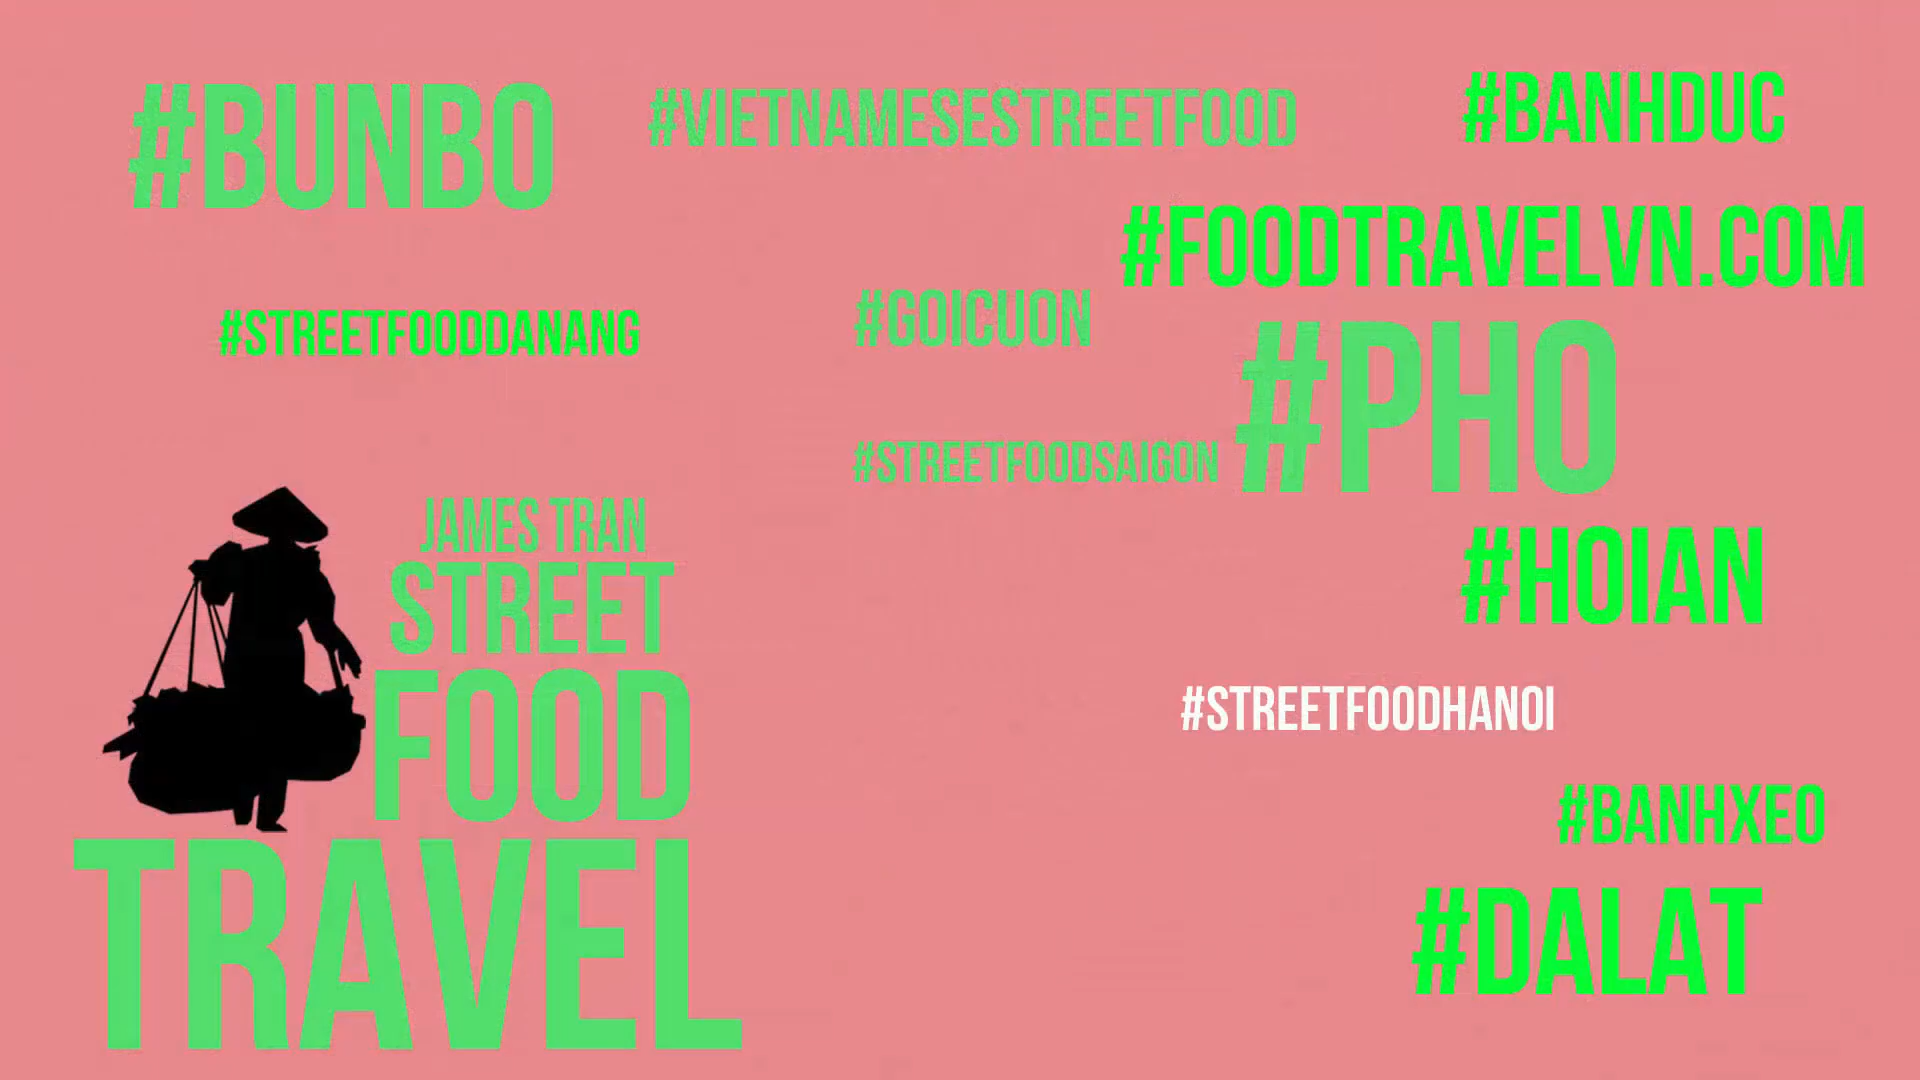 #BUNBO
#VIETNAMESESTREETFOOD
#BANHDUC
#FOODTRAVELVN.COM
#STREETFOODDANANG
#GOICUON
#PHO
#STREETFOODSAIGON
JAMES TRAN
STREET
FOOD
TRAVEL
#HOIAN
#STREETFOODHANOI
#BANHXEO
#DALAT